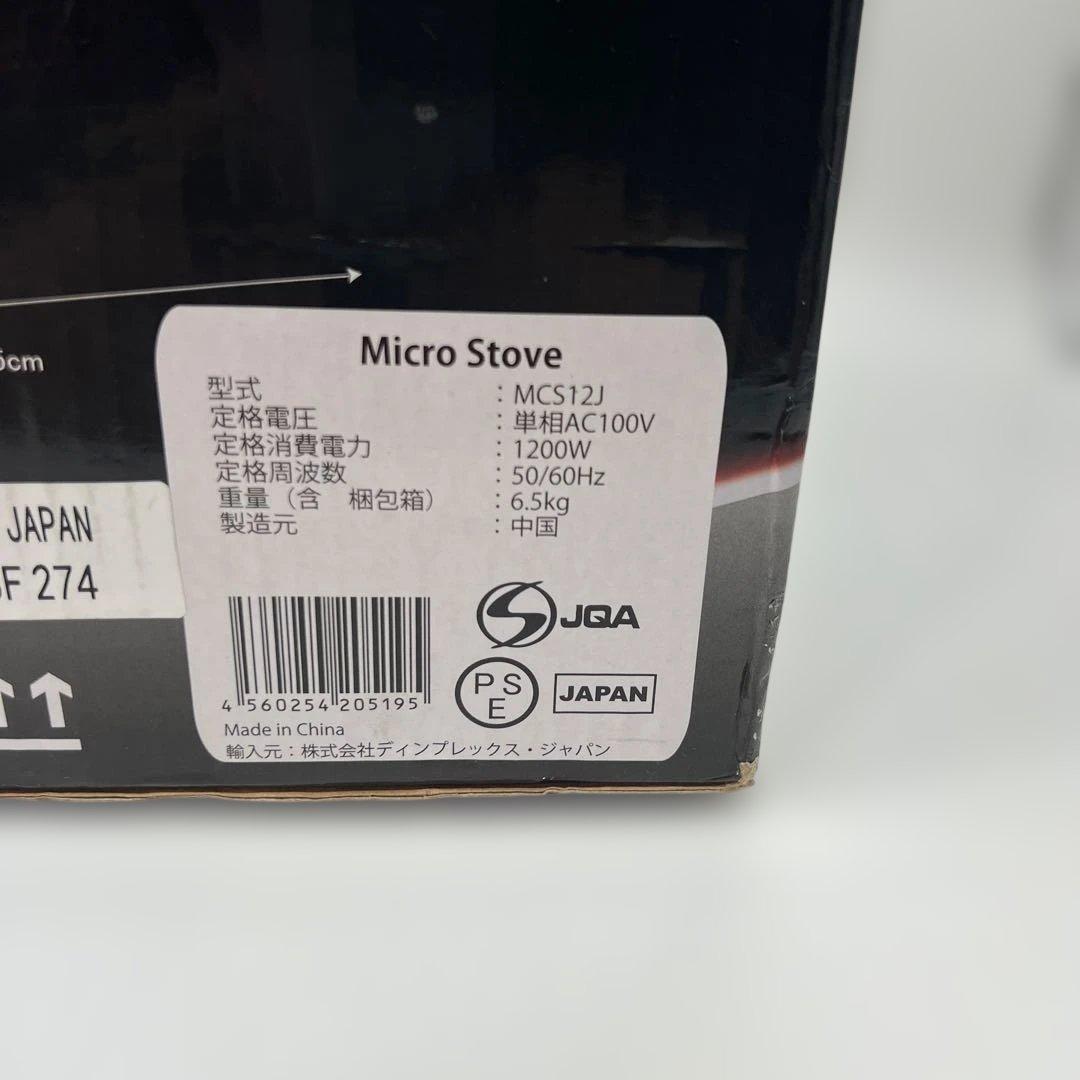 5cm
JAPAN
F 274
Micro Stove
型式 : MCS12J
定格電圧 : 単相AC100V
定格消費電力 : 1200W
定格周波数 : 50/60Hz
重量（含 梱包箱） : 6.5kg
製造元 : 中国
JQA
4 560254 205195
PS
E
JAPAN
Made in China
輸入元：株式会社ディンプレックス・ジャパン